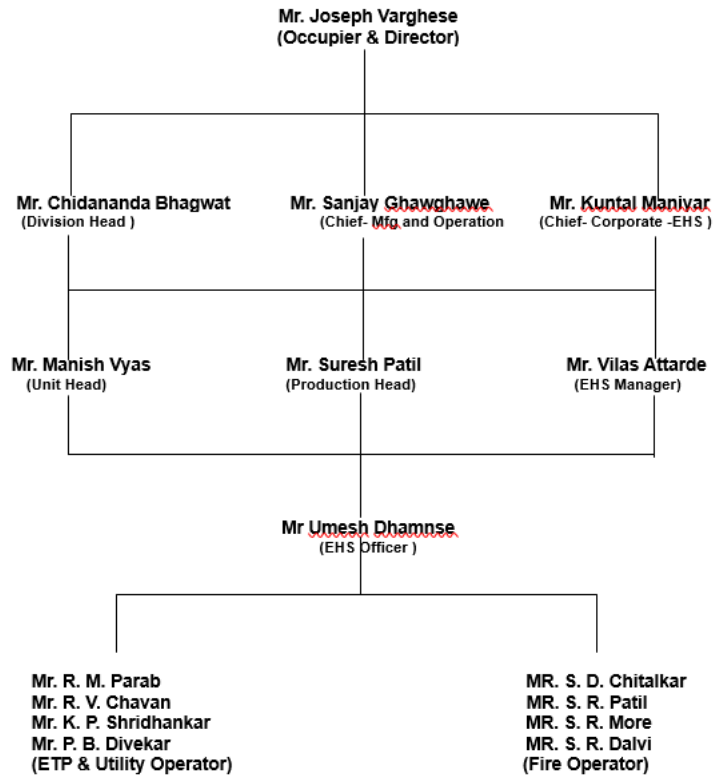 Mr. Joseph Varghese
(Occupier & Director)
Mr. Chidananda Bhagwat
(Division Head )
Mr. Sanjay Ghawghawe
(Chief- Mfg and Operation
Mr. Kuntal Maniyar
(Chief- Corporate -EHS )
Mr. Manish Vyas
(Unit Head)
Mr. Suresh Patil
(Production Head)
Mr. Vilas Attarde
(EHS Manager)
Mr Umesh Dhamnse
(EHS Officer )
Mr. R. M. Parab
Mr. R. V. Chavan
Mr. K. P. Shridhankar
Mr. P. B. Divekar
(ETP & Utility Operator)
MR. S. D. Chitalkar
MR. S. R. Patil
MR. S. R. More
MR. S. R. Dalvi
(Fire Operator)